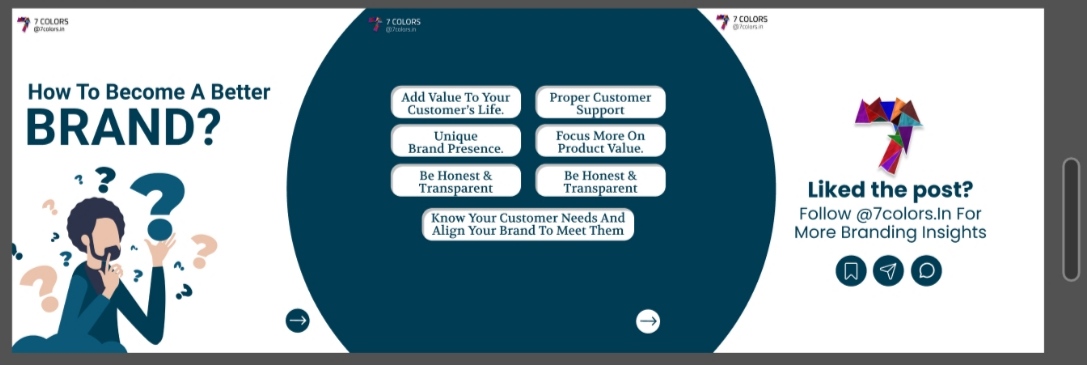 7 COLORS
@7colors.in
How To Become A Better
BRAND?
7 COLORS
@7colors.in
Add Value To Your
Customer's Life.
Proper Customer
Support
Unique
Brand Presence.
Focus More On
Product Value.
Be Honest &
Transparent
Be Honest &
Transparent
Know Your Customer Needs And
Align Your Brand To Meet Them
7 COLORS
@7colors.in
Liked the post?
Follow @7colors.In For
More Branding Insights